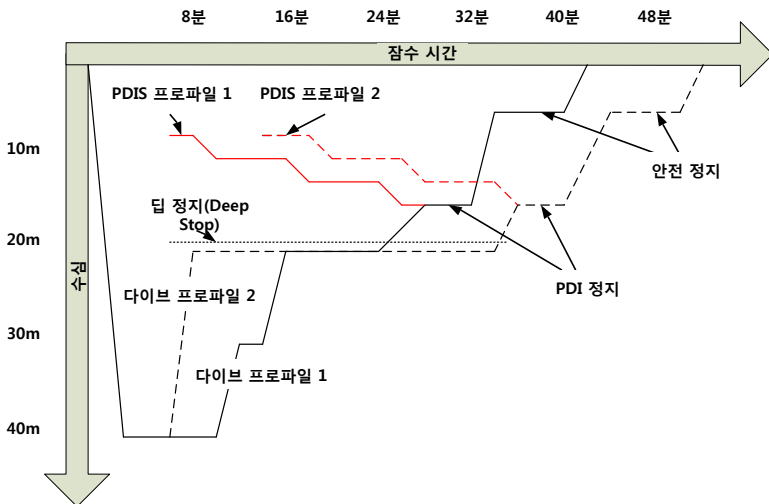 8분 16분 24분 32분 40분 48분
잠수 시간
PDIS 프로파일 1
PDIS 프로파일 2
10m
안전 정지
딥 정지(Deep
Stop)
20m
수심
다이브 프로파일 2
PDI 정지
30m
다이브 프로파일 1
40m